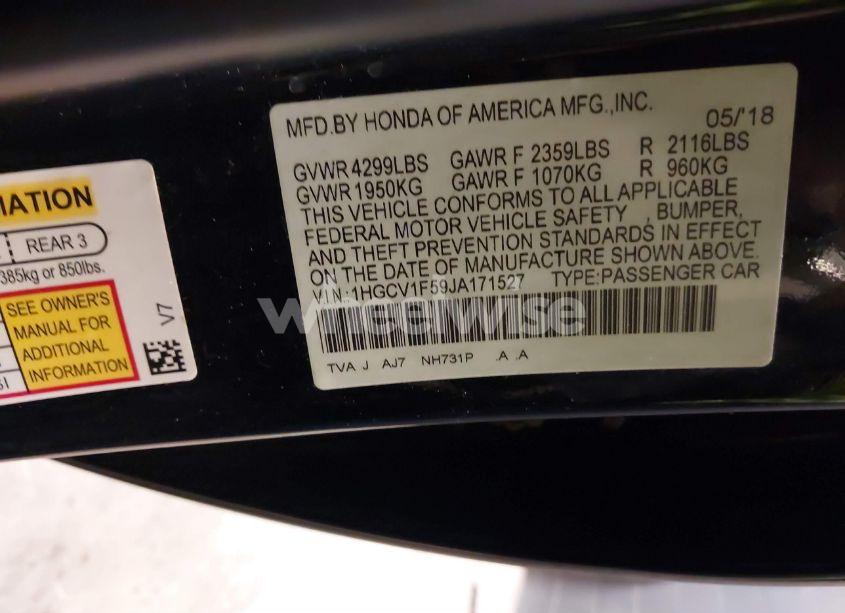 MATION
REAR 3
385kg or 850lbs.
SEE OWNER'S
MANUAL FOR
ADDITIONAL
INFORMATION
V7
MFD.BY HONDA OF AMERICA MFG.,INC. 05/'18
GVWR 4299LBS GAWR F 2359LBS R 2116LBS
GVWR 1950KG GAWR F 1070KG R 960KG
THIS VEHICLE CONFORMS TO ALL APPLICABLE
FEDERAL MOTOR VEHICLE SAFETY ,BUMPER,
AND THEFT PREVENTION STANDARDS IN EFFECT
ON THE DATE OF MANUFACTURE SHOWN ABOVE.
VIN:1HGCV1F59JA171527 TYPE:PASSENGER CAR
wheelwise
TVA J AJ7 NH731P .A .A